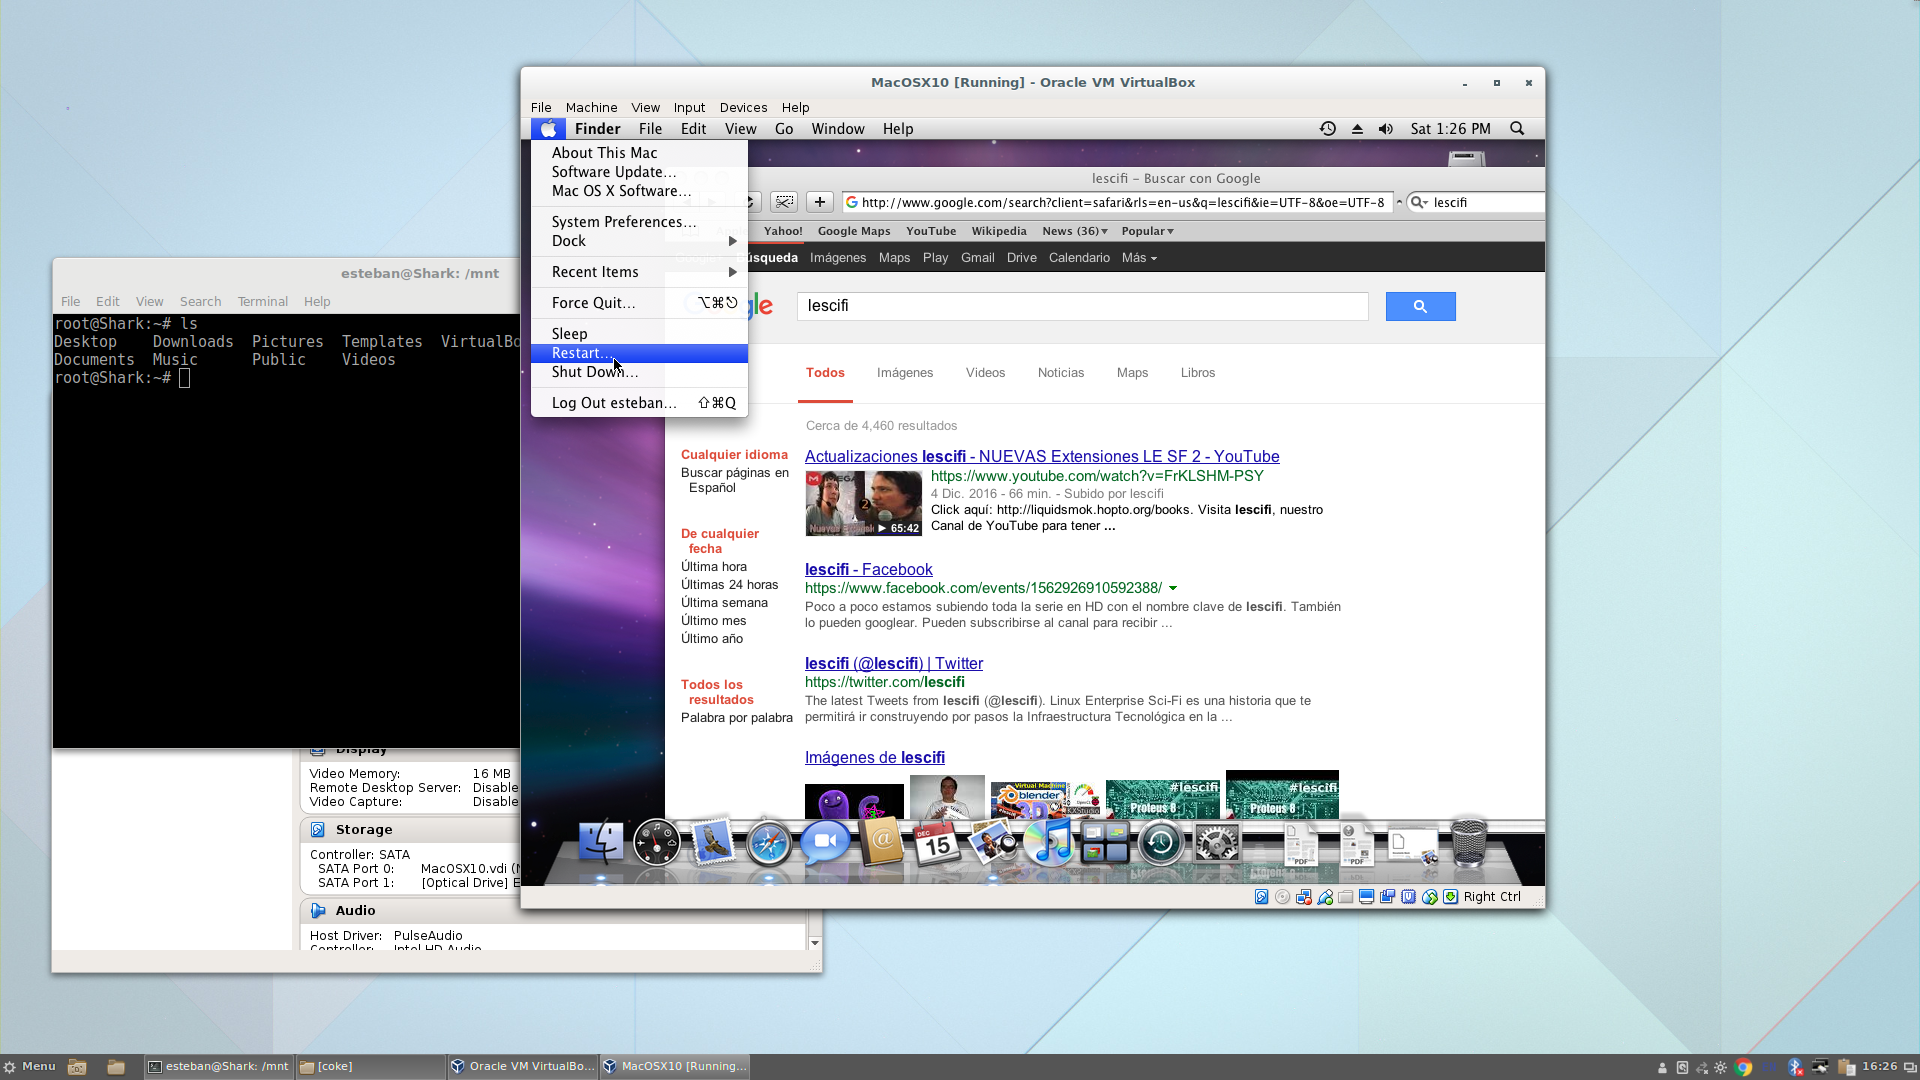 MacOSX10 [Running] - Oracle VM VirtualBox
File Machine View Input Devices Help
Finder File Edit View Go Window Help
Sat 1:26 PM
About This Mac
Software Update...
Mac OS X Software...
System Preferences...
Dock
Recent Items
Force Quit... ⌥⌘⎋
Sleep
Restart...
Shut Down...
Log Out esteban... ⇧⌘Q
lescifi – Buscar con Google
http://www.google.com/search?client=safari&rls=en-us&q=lescifi&ie=UTF-8&oe=UTF-8
lescifi
Yahoo! Google Maps YouTube Wikipedia News (36) Popular
úsqueda Imágenes Maps Play Gmail Drive Calendario Más
gle
lescifi
Todos Imágenes Videos Noticias Maps Libros
Cerca de 4,460 resultados
Cualquier idioma
Buscar páginas en
Español
De cualquier
fecha
Última hora
Últimas 24 horas
Última semana
Último mes
Último año
Todos los
resultados
Palabra por palabra
Actualizaciones lescifi - NUEVAS Extensiones LE SF 2 - YouTube
https://www.youtube.com/watch?v=FrKLSHM-PSY
4 Dic. 2016 - 66 min. - Subido por lescifi
Click aquí: http://liquidsmok.hopto.org/books. Visita lescifi, nuestro
Canal de YouTube para tener ...
MEGA
2
65:42
lescifi - Facebook
https://www.facebook.com/events/1562926910592388/
Poco a poco estamos subiendo toda la serie en HD con el nombre clave de lescifi. También
lo pueden googlear. Pueden subscribirse al canal para recibir ...
lescifi (@lescifi) | Twitter
https://twitter.com/lescifi
The latest Tweets from lescifi (@lescifi). Linux Enterprise Sci-Fi es una historia que te
permitirá ir construyendo por pasos la Infraestructura Tecnológica en la ...
Imágenes de lescifi
Virtual Machine
blender
3D
#lescifi
Proteus 8
#lescifi
Proteus 8
DEC
15
PDF
PDF
Right Ctrl
esteban@Shark: /mnt
File Edit View Search Terminal Help
root@Shark:~# ls
Desktop Downloads Pictures Templates VirtualBo
Documents Music Public Videos
root@Shark:~#
Display
Video Memory: 16 MB
Remote Desktop Server: Disable
Video Capture: Disable
Storage
Controller: SATA
SATA Port 0: MacOSX10.vdi (N
SATA Port 1: [Optical Drive] E
Audio
Host Driver: PulseAudio
Controller: Intel HD Audio
Menu
esteban@Shark: /mnt
[coke]
Oracle VM VirtualBo...
MacOSX10 [Running...
16:26